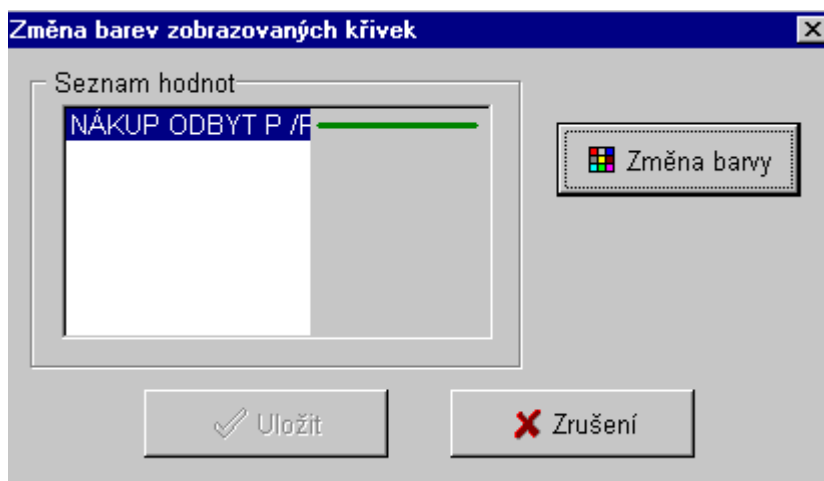 Změna barev zobrazovaných křivek
Seznam hodnot
NÁKUP ODBYT P /F
Změna barvy
Uložit
Zrušení